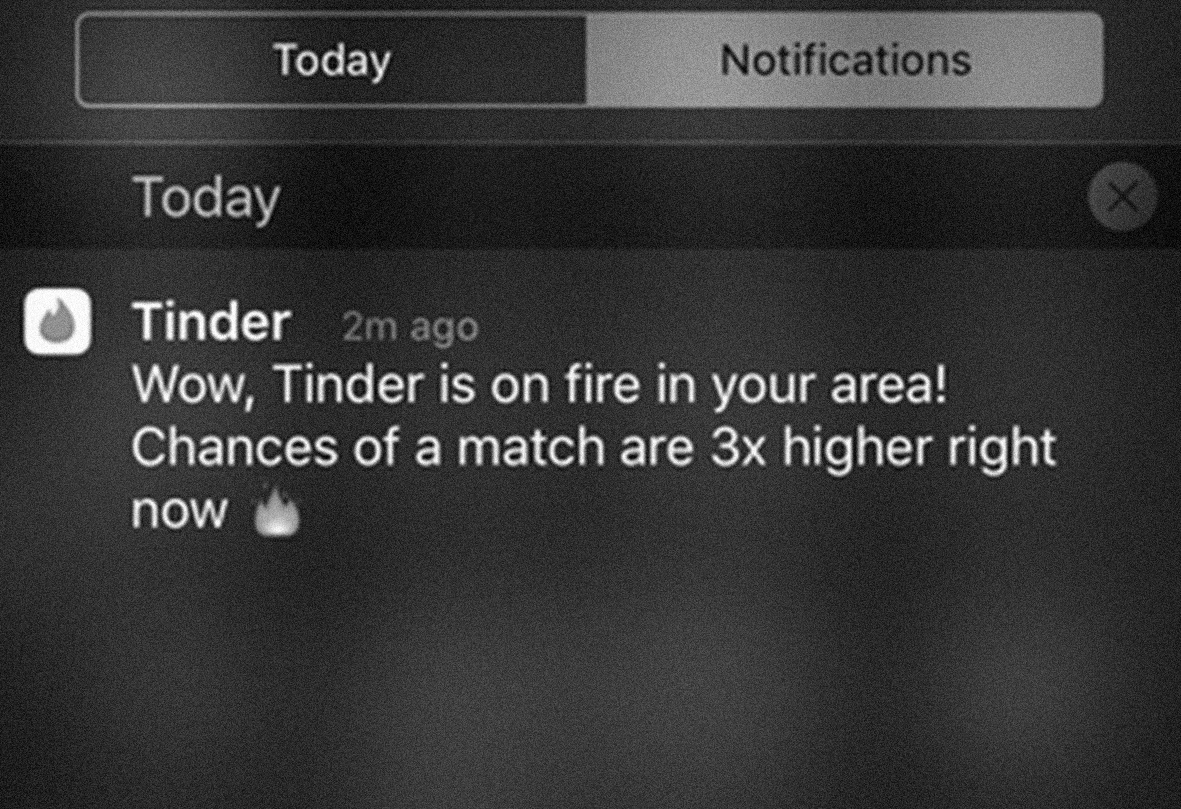 Today
Notifications
Today
Tinder 2m ago
Wow, Tinder is on fire in your area!
Chances of a match are 3x higher right
now 🔥